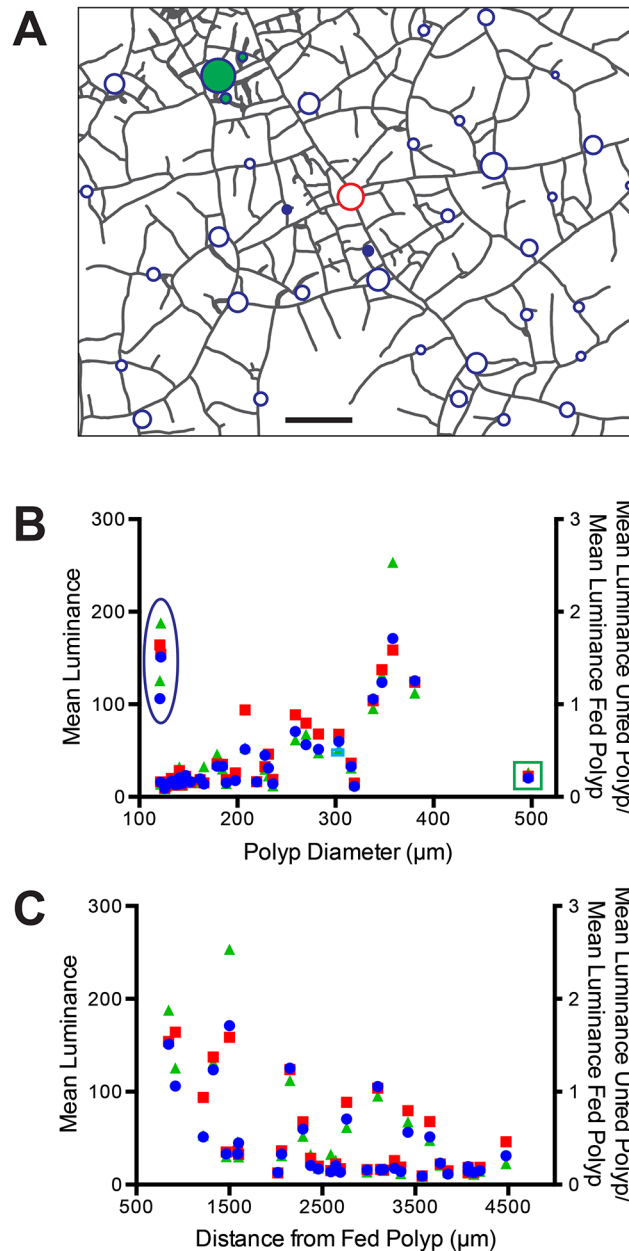 A
B
300
200
100
0
Mean Luminance
3
2
1
0
Mean Luminance Unfed Polyp/
Mean Luminance Fed Polyp
100
200
300
400
500
Polyp Diameter (µm)
C
300
200
100
0
Mean Luminance
3
2
1
0
Mean Luminance Unfed Polyp/
Mean Luminance Fed Polyp
500
1500
2500
3500
4500
Distance from Fed Polyp (µm)